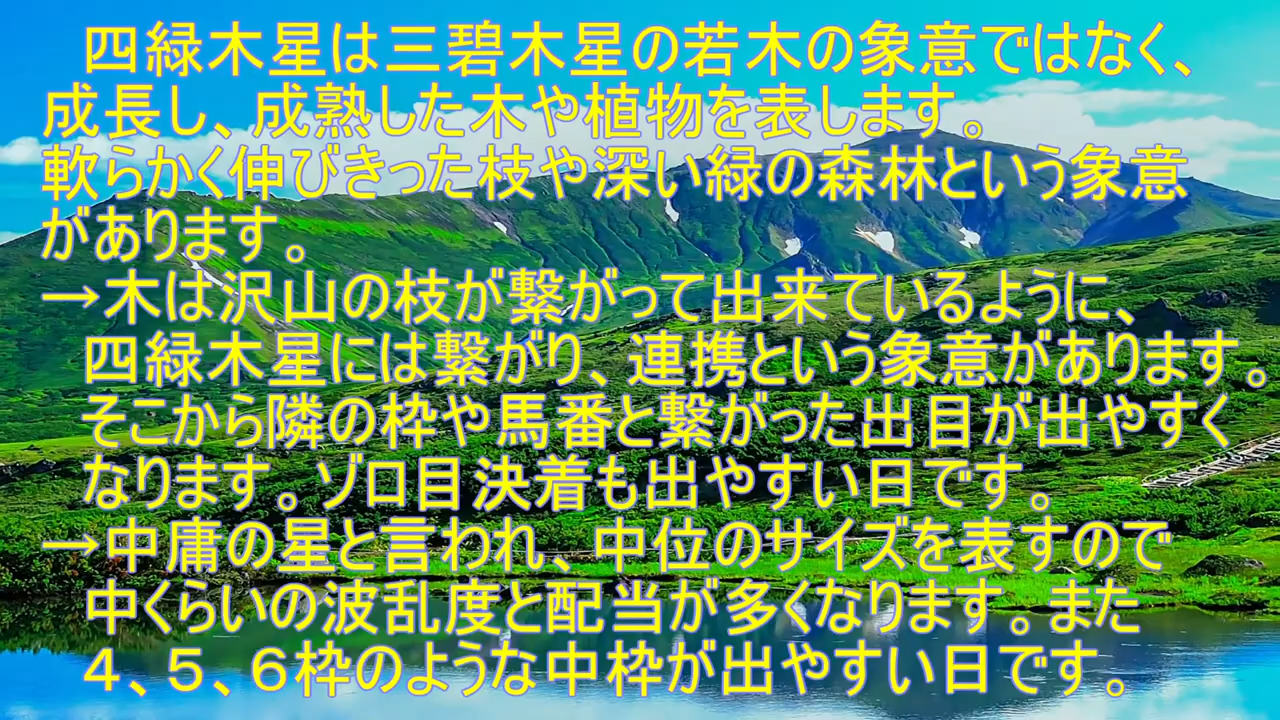 四緑木星は三碧木星の若木の象意ではなく、
成長し、成熟した木や植物を表します。
軟らかく伸びきった枝や深い緑の森林という象意
があります。
→木は沢山の枝が繋がって出来ているように、
四緑木星には繋がり、連携という象意があります。
そこから隣の枠や馬番と繋がった出目が出やすく
なります。ゾロ目決着も出やすい日です。
→中庸の星と言われ、中位のサイズを表すので
中くらいの波乱度と配当が多くなります。また
４、５、６枠のような中枠が出やすい日です。